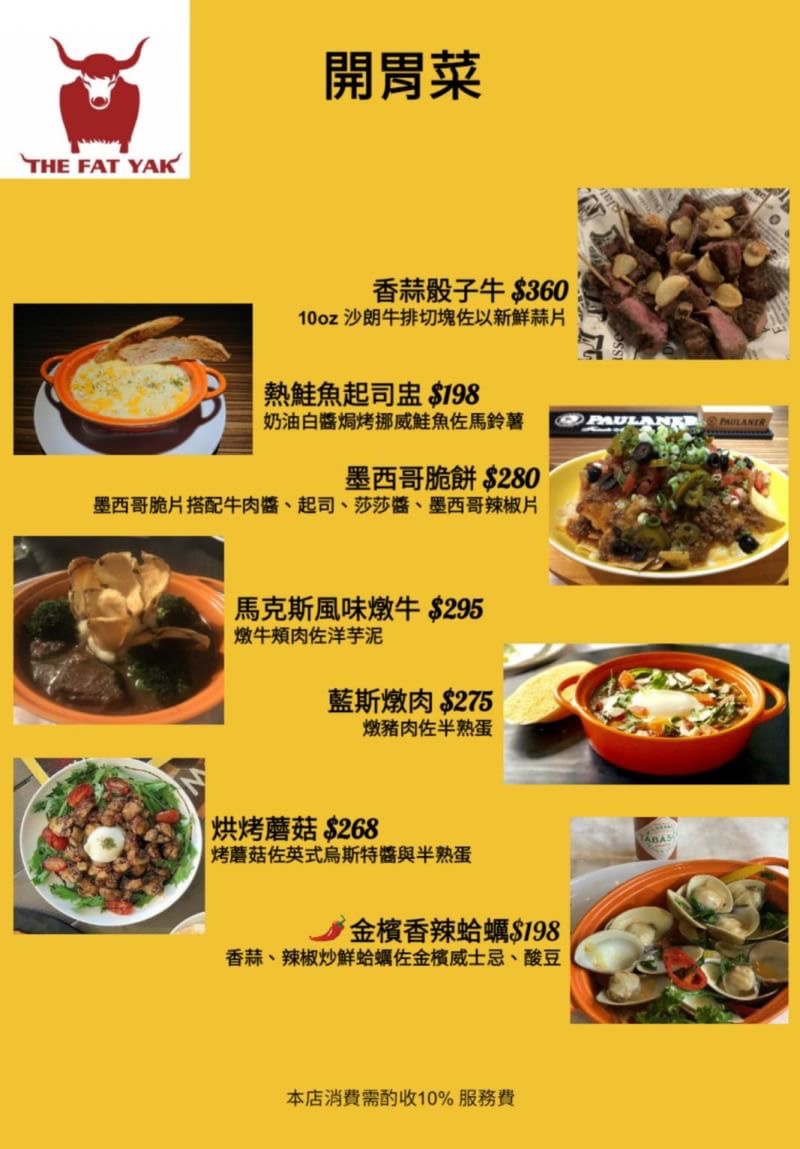 THE FAT YAK
開胃菜
香蒜骰子牛 $360
10oz 沙朗牛排切塊佐以新鮮蒜片
熱鮭魚起司盅 $198
奶油白醬焗烤挪威鮭魚佐馬鈴薯
PAULANER
PAULANER
墨西哥脆餅 $280
墨西哥脆片搭配牛肉醬、起司、莎莎醬、墨西哥辣椒片
馬克斯風味燉牛 $295
燉牛頰肉佐洋芋泥
藍斯燉肉 $275
燉豬肉佐半熟蛋
烘烤蘑菇 $268
烤蘑菇佐英式烏斯特醬與半熟蛋
TABASCO
金檳香辣蛤蠣$198
香蒜、辣椒炒鮮蛤蠣佐金檳威士忌、酸豆
本店消費需酌收10% 服務費